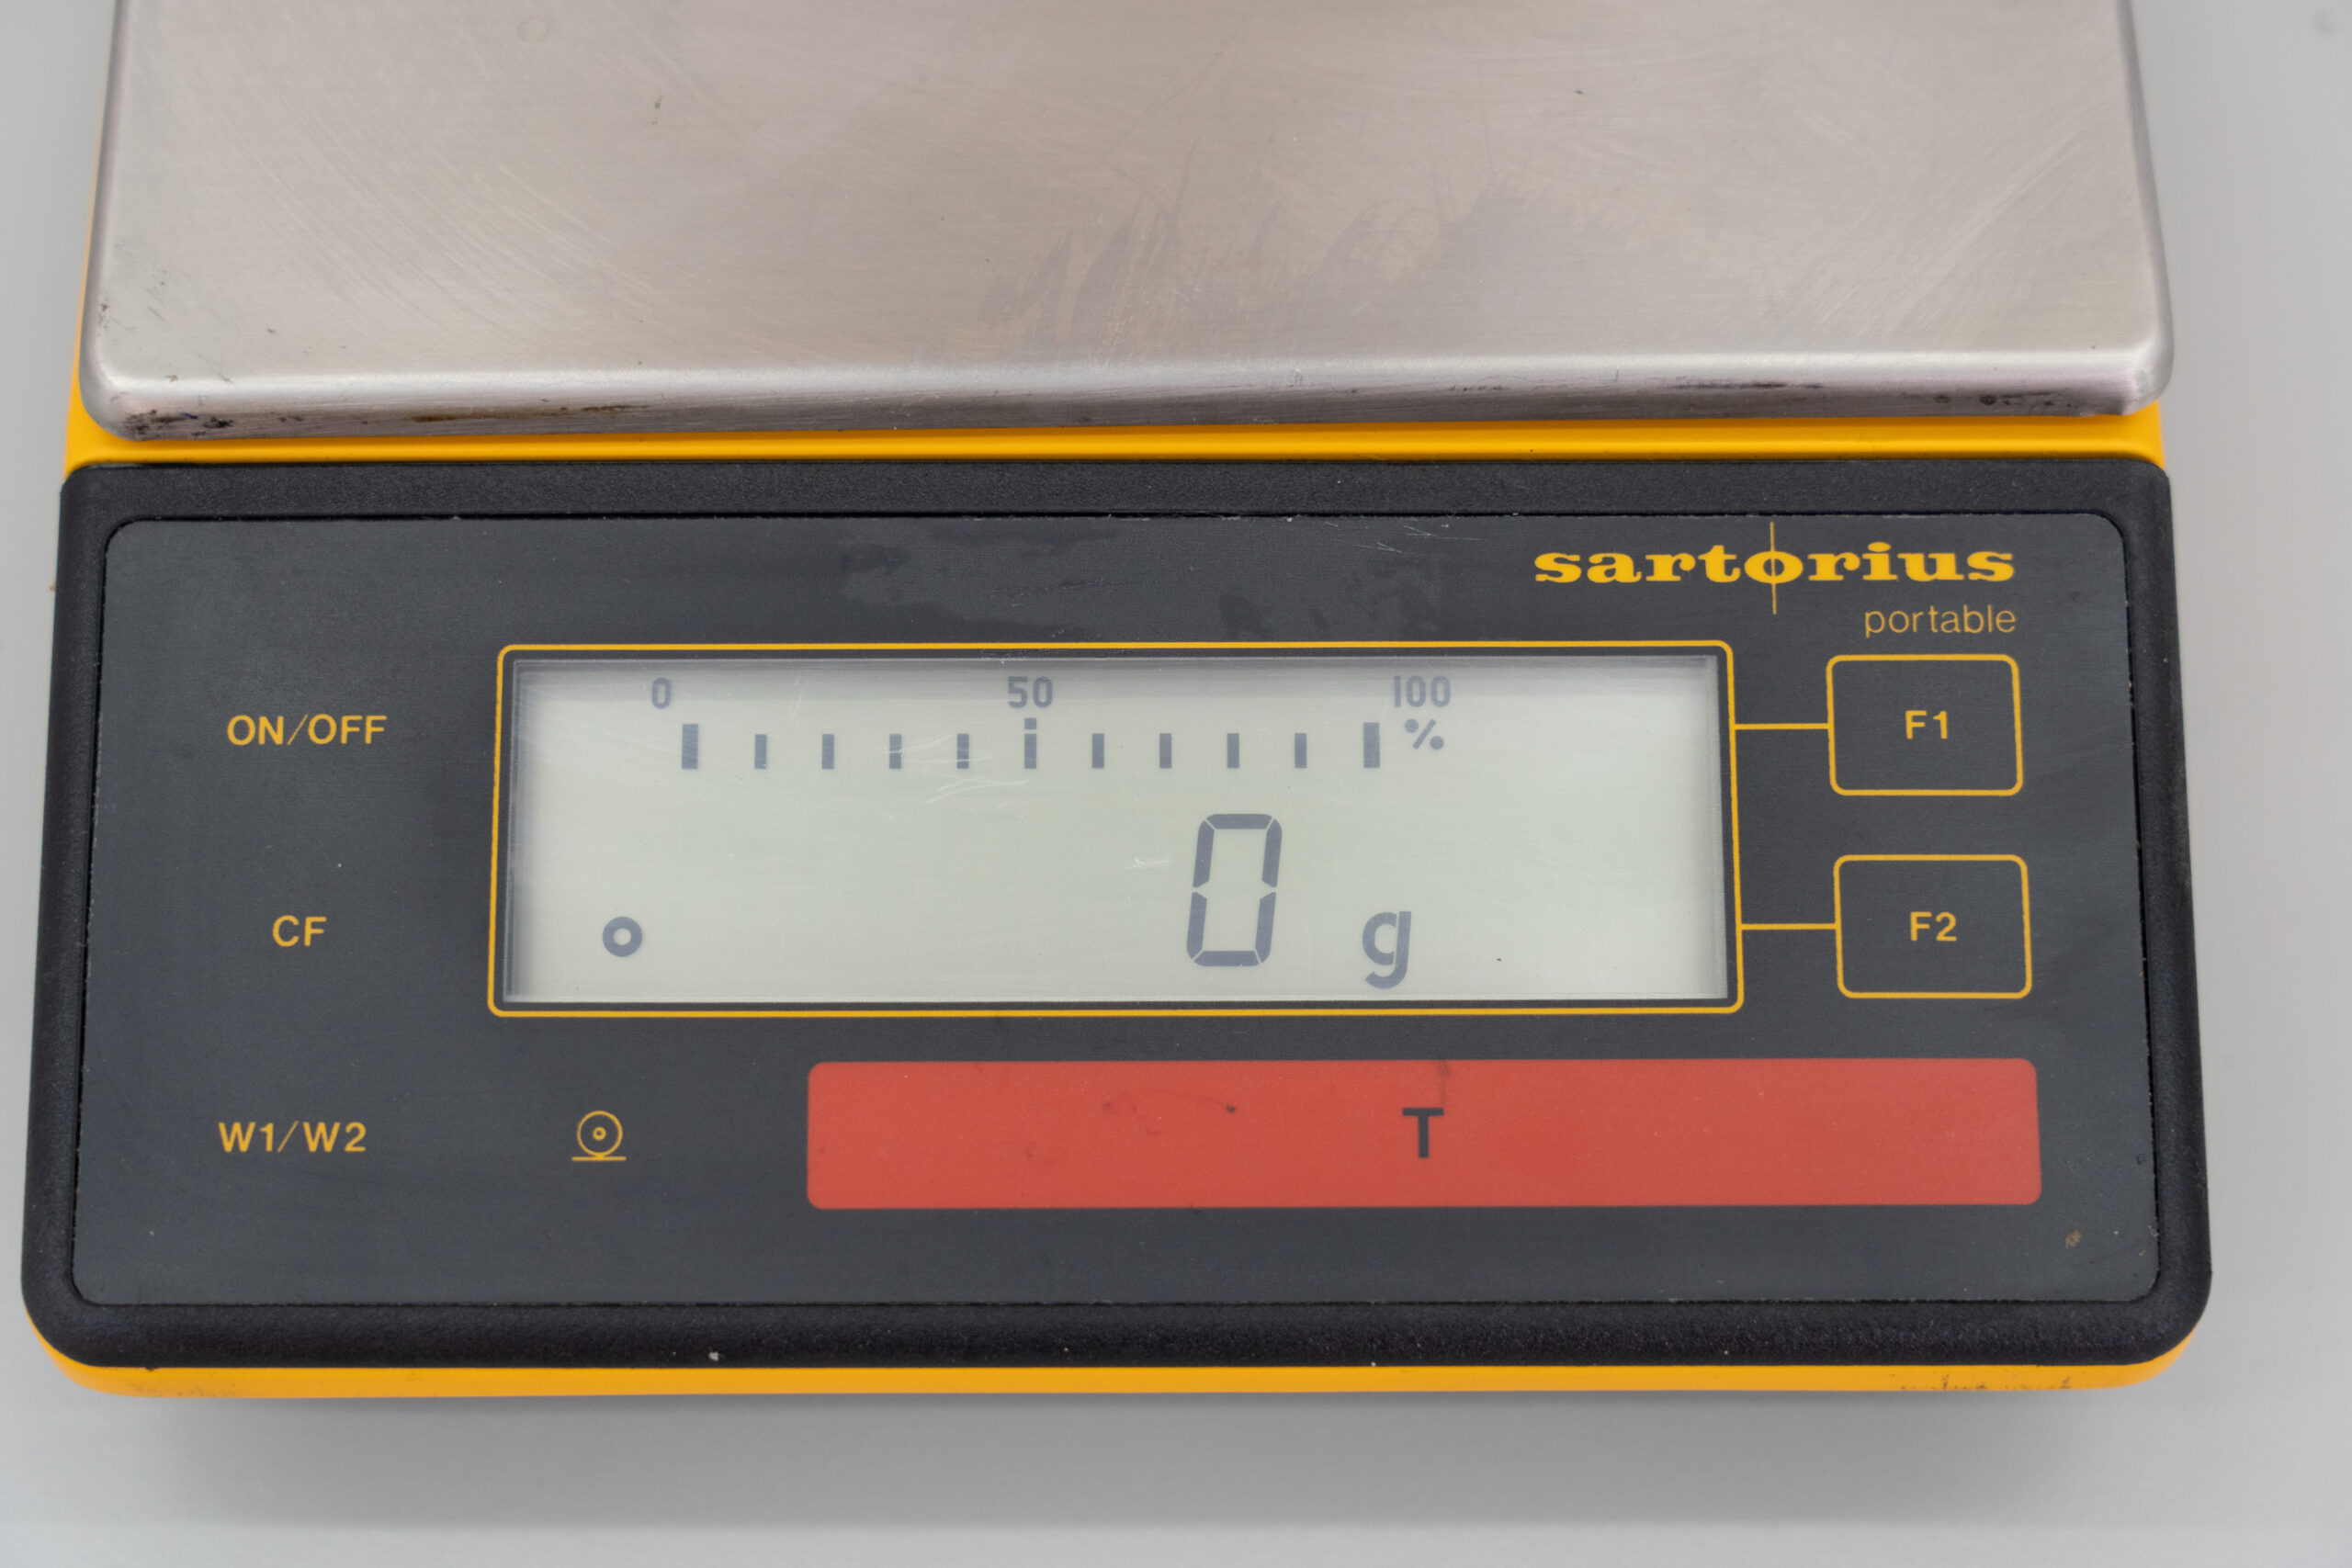 sartorius
portable
0 50 100
%
ON/OFF
F1
0 g
CF
F2
W1/W2
T